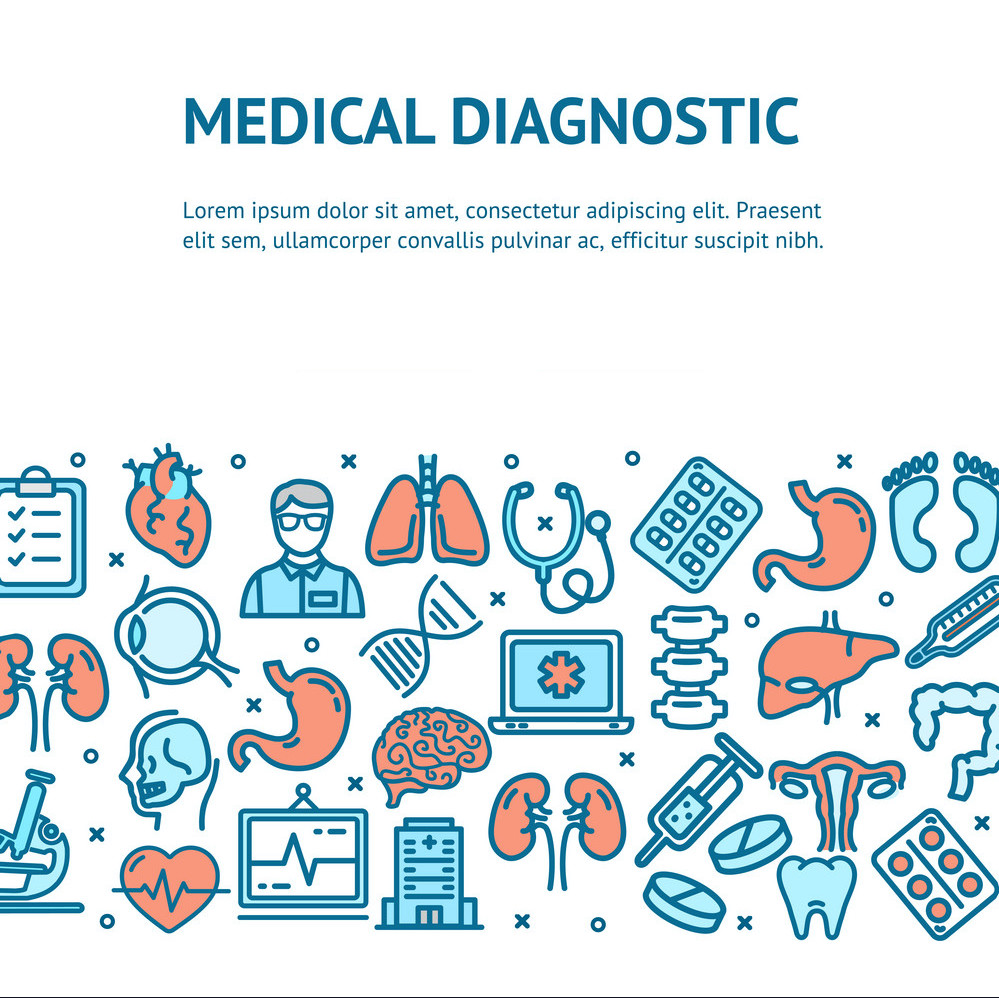 MEDICAL DIAGNOSTIC
Lorem ipsum dolor sit amet, consectetur adipiscing elit. Praesent
elit sem, ullamcorper convallis pulvinar ac, efficitur suscipit nibh.